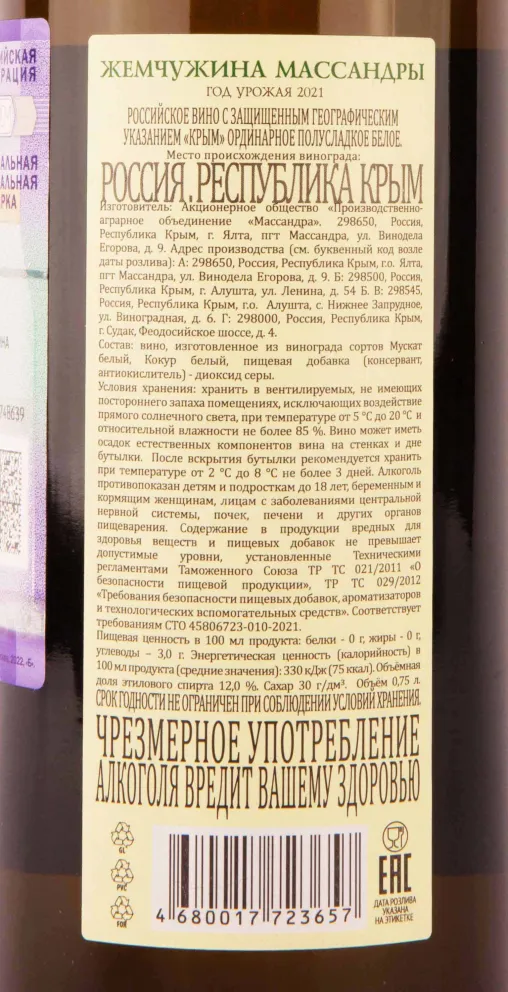 ЙСКАЯ
РАЦИЯ
АЛЬНАЯ
АЛЬНАЯ
РКА
748639
2022, «Б»
ЖЕМЧУЖИНА МАССАНДРЫ
ГОД УРОЖАЯ 2021
РОССИЙСКОЕ ВИНО С ЗАЩИЩЕННЫМ ГЕОГРАФИЧЕСКИМ
УКАЗАНИЕМ «КРЫМ» ОРДИНАРНОЕ ПОЛУСЛАДКОЕ БЕЛОЕ.
Место происхождения винограда:
РОССИЯ, РЕСПУБЛИКА КРЫМ
Изготовитель: Акционерное общество «Производственно-
аграрное объединение «Массандра». 298650, Россия,
Республика Крым, г. Ялта, пгт Массандра, ул. Винодела
Егорова, д. 9. Адрес производства (см. буквенный код возле
даты розлива): А: 298650, Россия, Республика Крым, г.о. Ялта,
пгт Массандра, ул. Винодела Егорова, д. 9. Б: 298500, Россия,
Республика Крым, г. Алушта, ул. Ленина, д. 54 Б. В: 298545,
Россия, Республика Крым, г.о. Алушта, с. Нижнее Запрудное,
ул. Виноградная, д. 6. Г: 298000, Россия, Республика Крым,
г. Судак, Феодосийское шоссе, д. 4.
Состав: вино, изготовленное из винограда сортов Мускат
белый, Кокур белый, пищевая добавка (консервант,
антиокислитель) - диоксид серы.
Условия хранения: хранить в вентилируемых, не имеющих
постороннего запаха помещениях, исключающих воздействие
прямого солнечного света, при температуре от 5 °С до 20 °С и
относительной влажности не более 85 %. Вино может иметь
осадок естественных компонентов вина на стенках и дне
бутылки. После вскрытия бутылки рекомендуется хранить
при температуре от 2 °С до 8 °С не более 3 дней. Алкоголь
противопоказан детям и подросткам до 18 лет, беременным и
кормящим женщинам, лицам с заболеваниями центральной
нервной системы, почек, печени и других органов
пищеварения. Содержание в продукции вредных для
здоровья веществ и пищевых добавок не превышает
допустимые уровни, установленные Техническими
регламентами Таможенного Союза ТР ТС 021/2011 «О
безопасности пищевой продукции», ТР ТС 029/2012
«Требования безопасности пищевых добавок, ароматизаторов
и технологических вспомогательных средств». Соответствует
требованиям СТО 45806723-010-2021.
Пищевая ценность в 100 мл продукта: белки - 0 г, жиры - 0 г,
углеводы – 3,0 г. Энергетическая ценность (калорийность) в
100 мл продукта (средние значения): 330 кДж (75 ккал). Объёмная
доля этилового спирта 12,0 %. Сахар 30 г/дм³. Объём 0,75 л.
СРОК ГОДНОСТИ НЕ ОГРАНИЧЕН ПРИ СОБЛЮДЕНИИ УСЛОВИЙ ХРАНЕНИЯ.
ЧРЕЗМЕРНОЕ УПОТРЕБЛЕНИЕ
АЛКОГОЛЯ ВРЕДИТ ВАШЕМУ ЗДОРОВЬЮ
GL
PVC
FOR
4 680017 723657
EAC
ДАТА РОЗЛИВА
УКАЗАНА
НА ЭТИКЕТКЕ